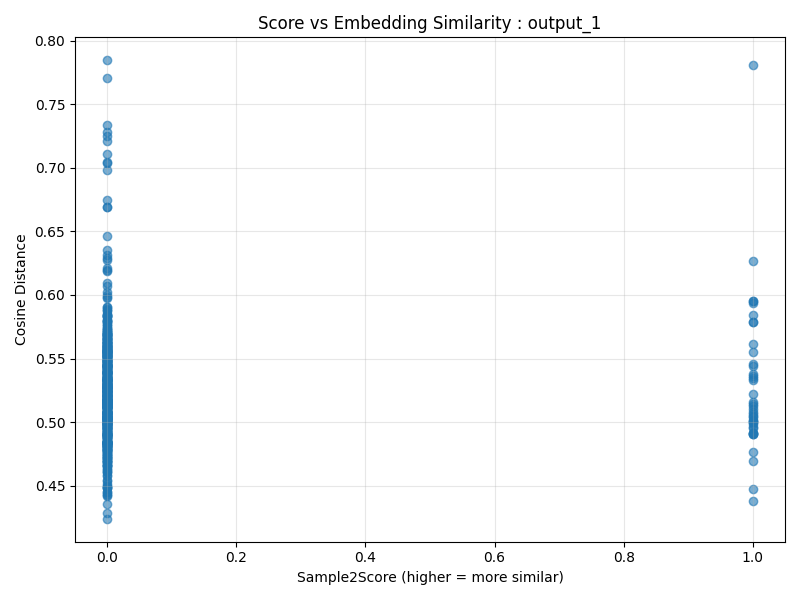 Score vs Embedding Similarity : output_1
Cosine Distance
0.80
0.75
0.70
0.65
0.60
0.55
0.50
0.45
0.0 0.2 0.4 0.6 0.8 1.0
Sample2Score (higher = more similar)